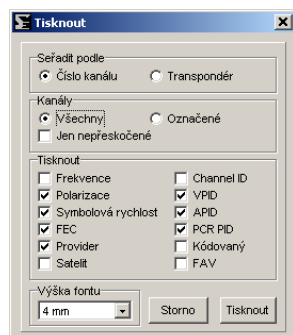 Tisknout
Seřadit podle
Číslo kanálu Transpondér
Kanály
Všechny Označené
Jen nepřeskočené
Tisknout
Frekvence Channel ID
Polarizace VPID
Symbolová rychlost APID
FEC PCR PID
Provider Kódovaný
Satelit FAV
Výška fontu
4 mm Storno Tisknout